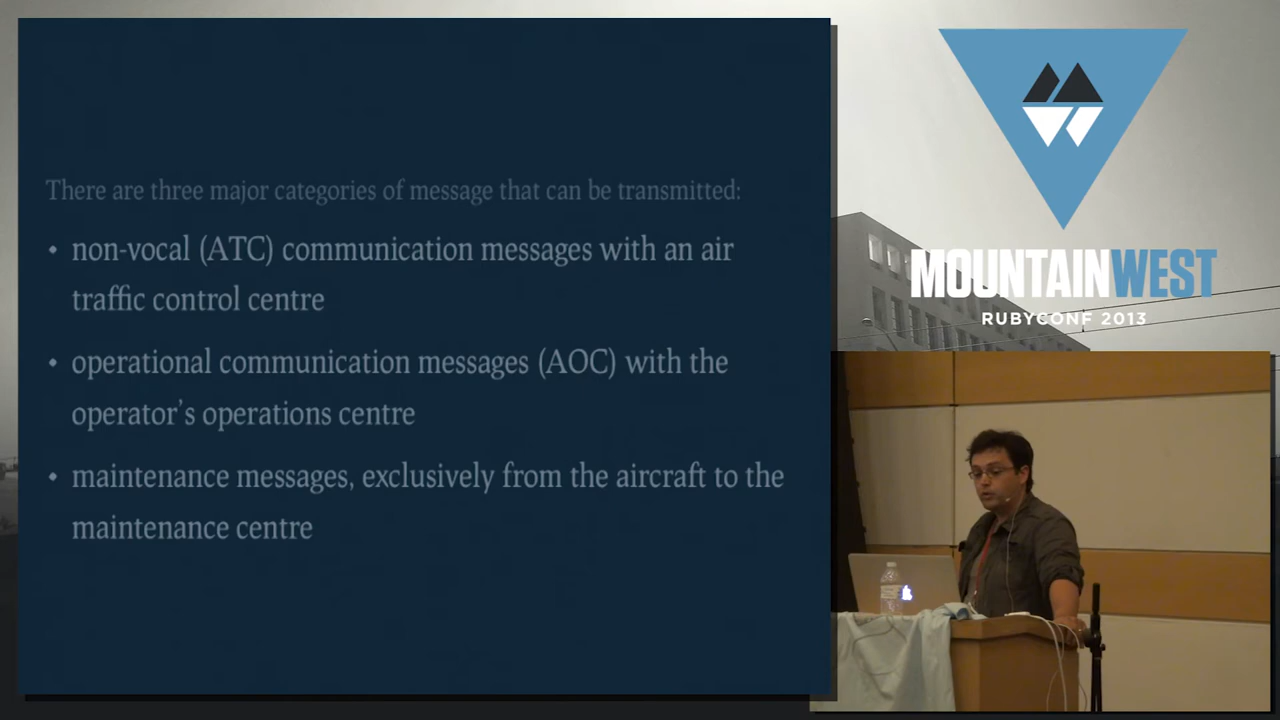 There are three major categories of message that can be transmitted:
• non-vocal (ATC) communication messages with an air
traffic control centre
• operational communication messages (AOC) with the
operator's operations centre
• maintenance messages, exclusively from the aircraft to the
maintenance centre
MOUNTAINWEST
RUBYCONF 2013